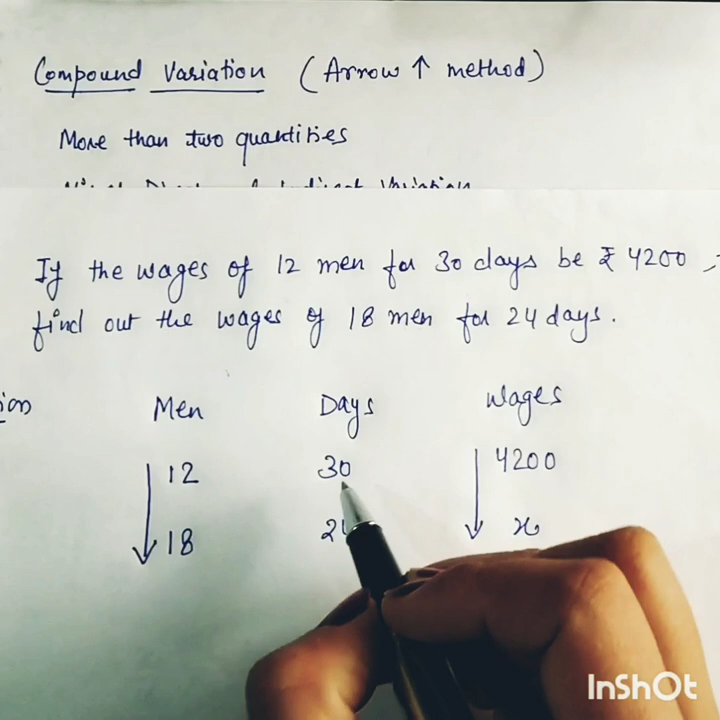 Compound Variation (Arrow ↑ method)
More than two quantities
Variation
If the wages of 12 men for 30 days be ₹ 4200,
find out the wages of 18 men for 24 days.
Men Days Wages
12 30 4200
18 x
InShOt